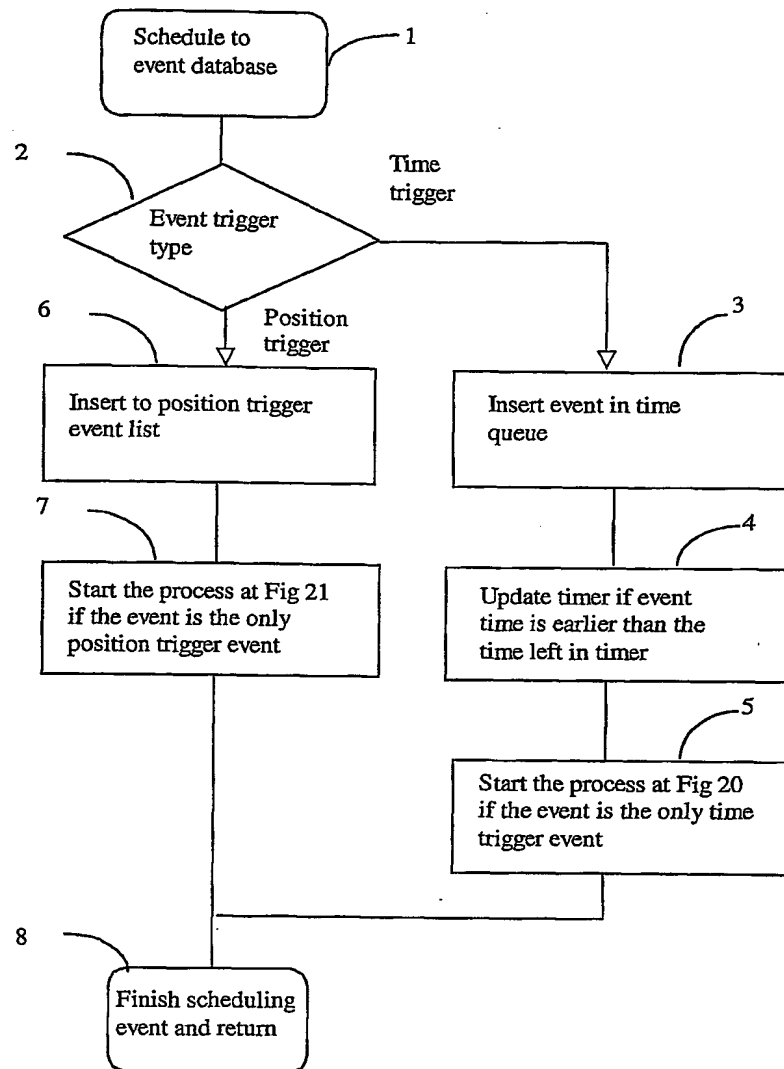 Schedule to
event database
1
2
Time
trigger
Event trigger
type
6
Position
trigger
3
Insert to position trigger
event list
Insert event in time
queue
7
4
Start the process at Fig 21
if the event is the only
position trigger event
Update timer if event
time is earlier than the
time left in timer
5
Start the process at Fig 20
if the event is the only time
trigger event
8
Finish scheduling
event and return